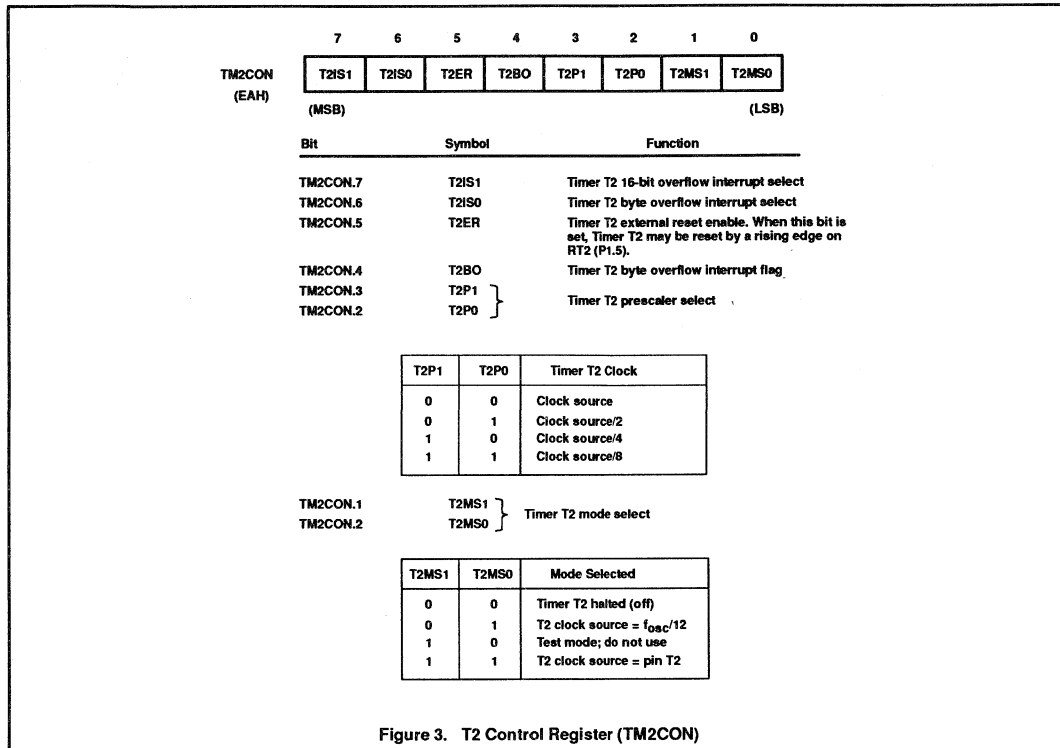 7 6 5 4 3 2 1 0
TM2CON T2IS1 T2IS0 T2ER T2BO T2P1 T2P0 T2MS1 T2MS0
(EAH)
(MSB) (LSB)
Bit Symbol Function
TM2CON.7 T2IS1 Timer T2 16-bit overflow interrupt select
TM2CON.6 T2IS0 Timer T2 byte overflow interrupt select
TM2CON.5 T2ER Timer T2 external reset enable. When this bit is
set, Timer T2 may be reset by a rising edge on
RT2 (P1.5).
TM2CON.4 T2BO Timer T2 byte overflow interrupt flag
TM2CON.3 T2P1
Timer T2 prescaler select
TM2CON.2 T2P0
T2P1 T2P0 Timer T2 Clock
0 0 Clock source
0 1 Clock source/2
1 0 Clock source/4
1 1 Clock source/8
TM2CON.1 T2MS1
Timer T2 mode select
TM2CON.2 T2MS0
T2MS1 T2MS0 Mode Selected
0 0 Timer T2 halted (off)
0 1 T2 clock source = fosc/12
1 0 Test mode; do not use
1 1 T2 clock source = pin T2
Figure 3. T2 Control Register (TM2CON)